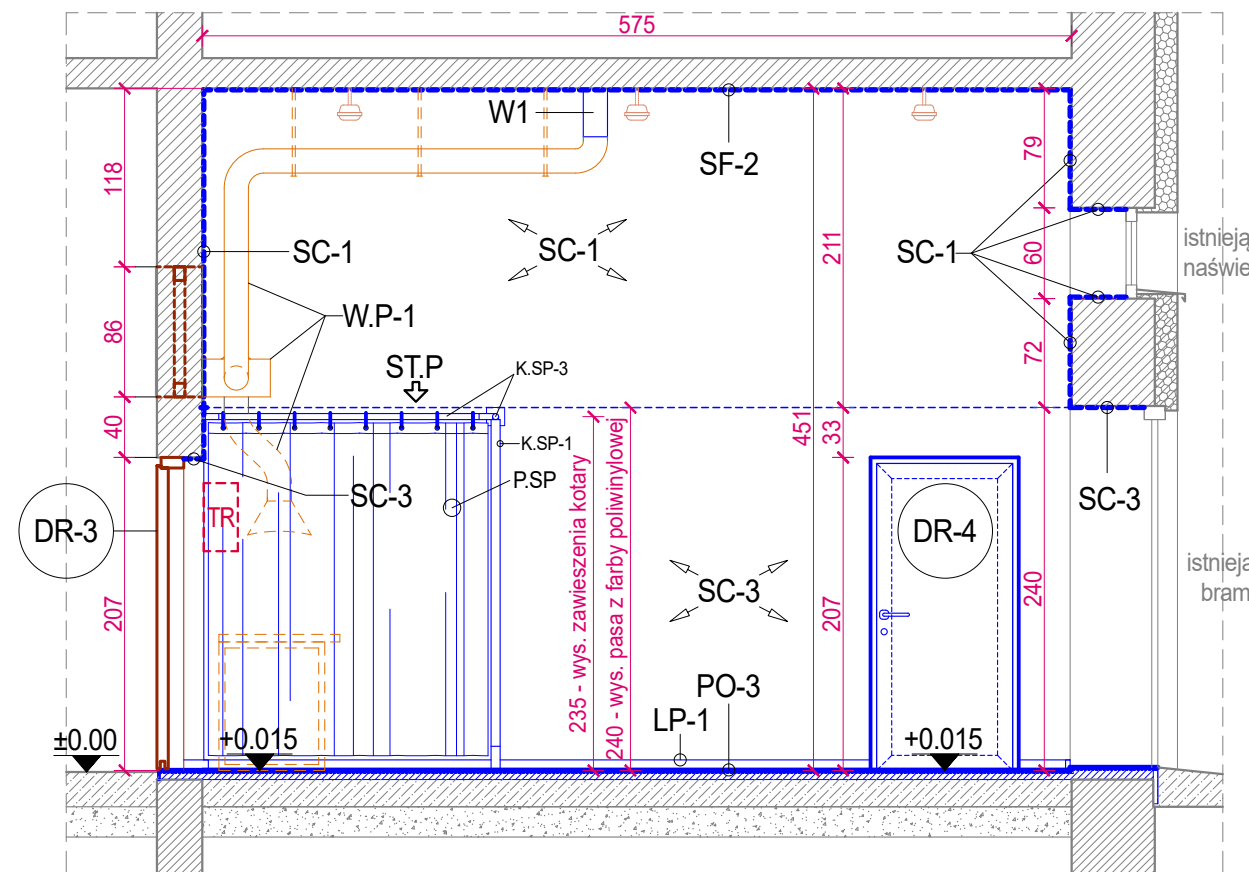 575
W1
SF-2
118
79
SC-1
SC-1
SC-1
211
60
istnieją
naświe
W.P-1
86
72
ST.P
K.SP-3
40
K.SP-1
451
33
P.SP
SC-3
SC-3
TR
DR-3
DR-4
235 - wys. zawieszenia kotary
240 - wys. pasa z farby poliwinylowej
istnieją
bram
SC-3
207
207
240
PO-3
LP-1
±0.00
+0.015
+0.015